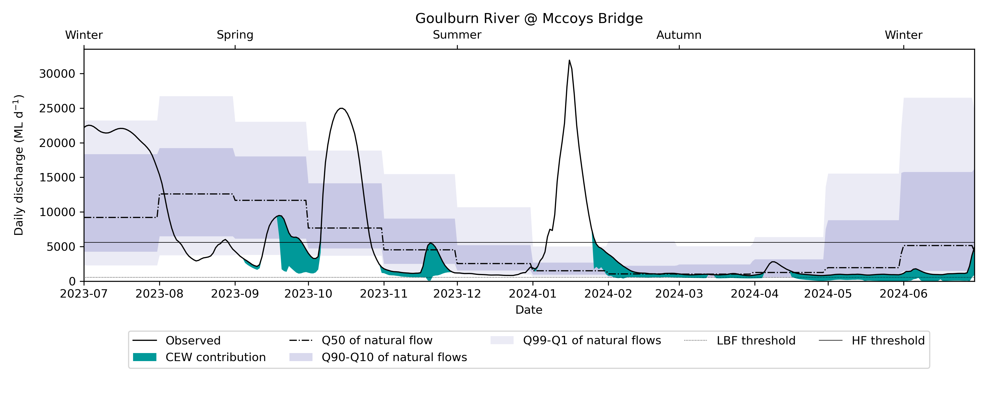 Goulburn River @ Mccoys Bridge
Winter Spring Summer Autumn Winter
Daily discharge (ML d⁻¹)
30000
25000
20000
15000
10000
5000
0
2023-07 2023-08 2023-09 2023-10 2023-11 2023-12 2024-01 2024-02 2024-03 2024-04 2024-05 2024-06
Date
Observed Q50 of natural flow Q99-Q1 of natural flows LBF threshold HF threshold
CEW contribution Q90-Q10 of natural flows